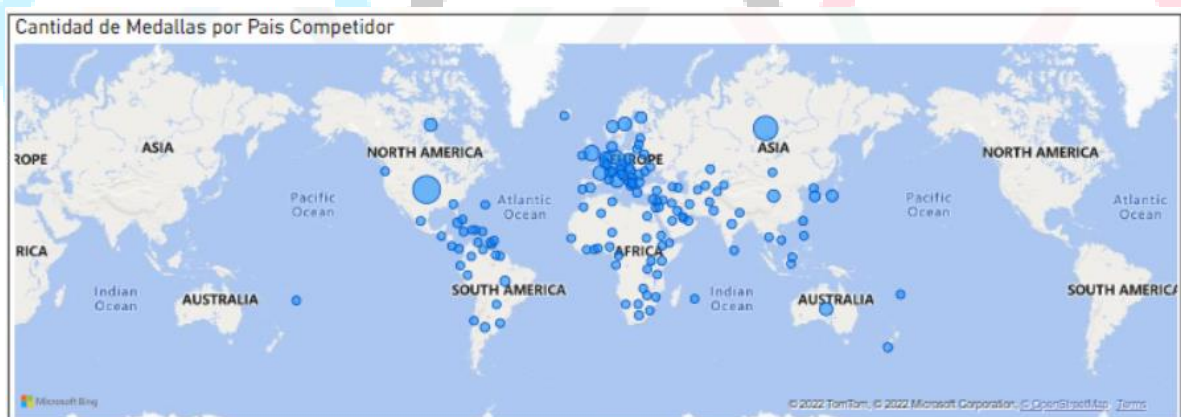 Cantidad de Medallas por Pais Competidor
ROPE
ASIA
NORTH AMERICA
EUROPE
ASIA
NORTH AMERICA
Pacific
Ocean
Atlantic
Ocean
Pacific
Ocean
Atlantic
Ocean
RICA
AFRICA
Indian
Ocean
AUSTRALIA
SOUTH AMERICA
Indian
Ocean
AUSTRALIA
SOUTH AMERICA
Microsoft Bing
© 2022 TomTom, © 2022 Microsoft Corporation, © OpenStreetMap Terms